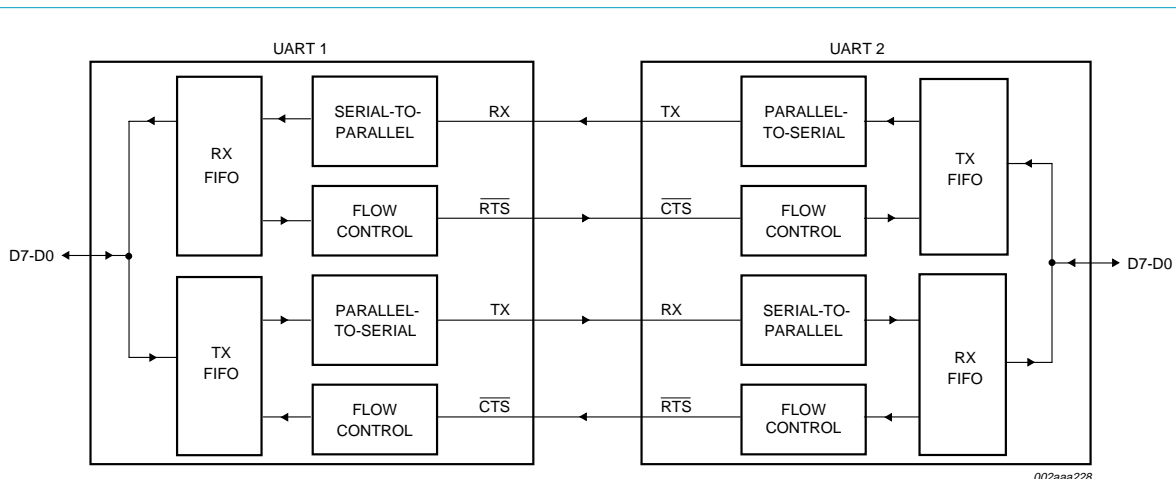 UART 1
UART 2
SERIAL-TO-
PARALLEL
RX
TX
PARALLEL-
TO-SERIAL
RX
FIFO
TX
FIFO
FLOW
CONTROL
RTS
CTS
FLOW
CONTROL
D7-D0
D7-D0
PARALLEL-
TO-SERIAL
TX
RX
SERIAL-TO-
PARALLEL
TX
FIFO
RX
FIFO
FLOW
CONTROL
CTS
RTS
FLOW
CONTROL
002aaa228